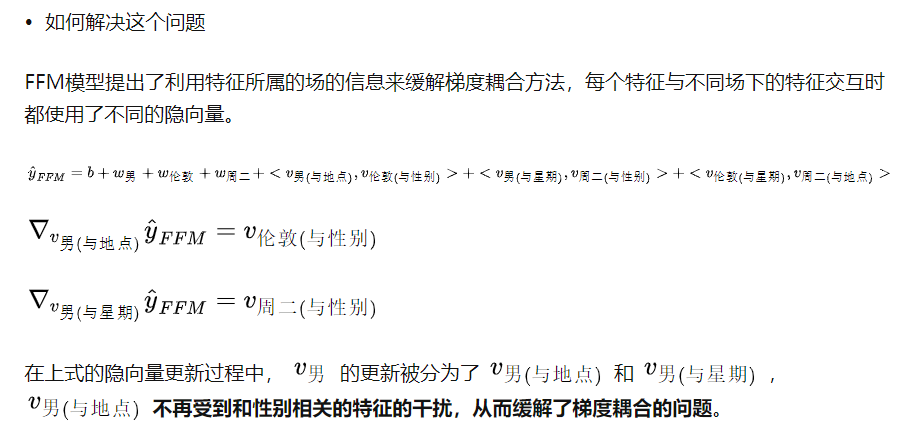 • 如何解决这个问题
FFM模型提出了利用特征所属的场的信息来缓解梯度耦合方法，每个特征与不同场下的特征交互时
都使用了不同的隐向量。
ŷ_{FFM} = b + w_男 + w_{伦敦} + w_{周二} + < v_{男(与地点)}, v_{伦敦(与性别)} > + < v_{男(与星期)}, v_{周二(与性别)} > + < v_{伦敦(与星期)}, v_{周二(与地点)} >
∇_{v_{男(与地点)}} ŷ_{FFM} = v_{伦敦(与性别)}
∇_{v_{男(与星期)}} ŷ_{FFM} = v_{周二(与性别)}
在上式的隐向量更新过程中， v_男 的更新被分为了 v_{男(与地点)} 和 v_{男(与星期)} ，
v_{男(与地点)} 不再受到和性别相关的特征的干扰，从而缓解了梯度耦合的问题。